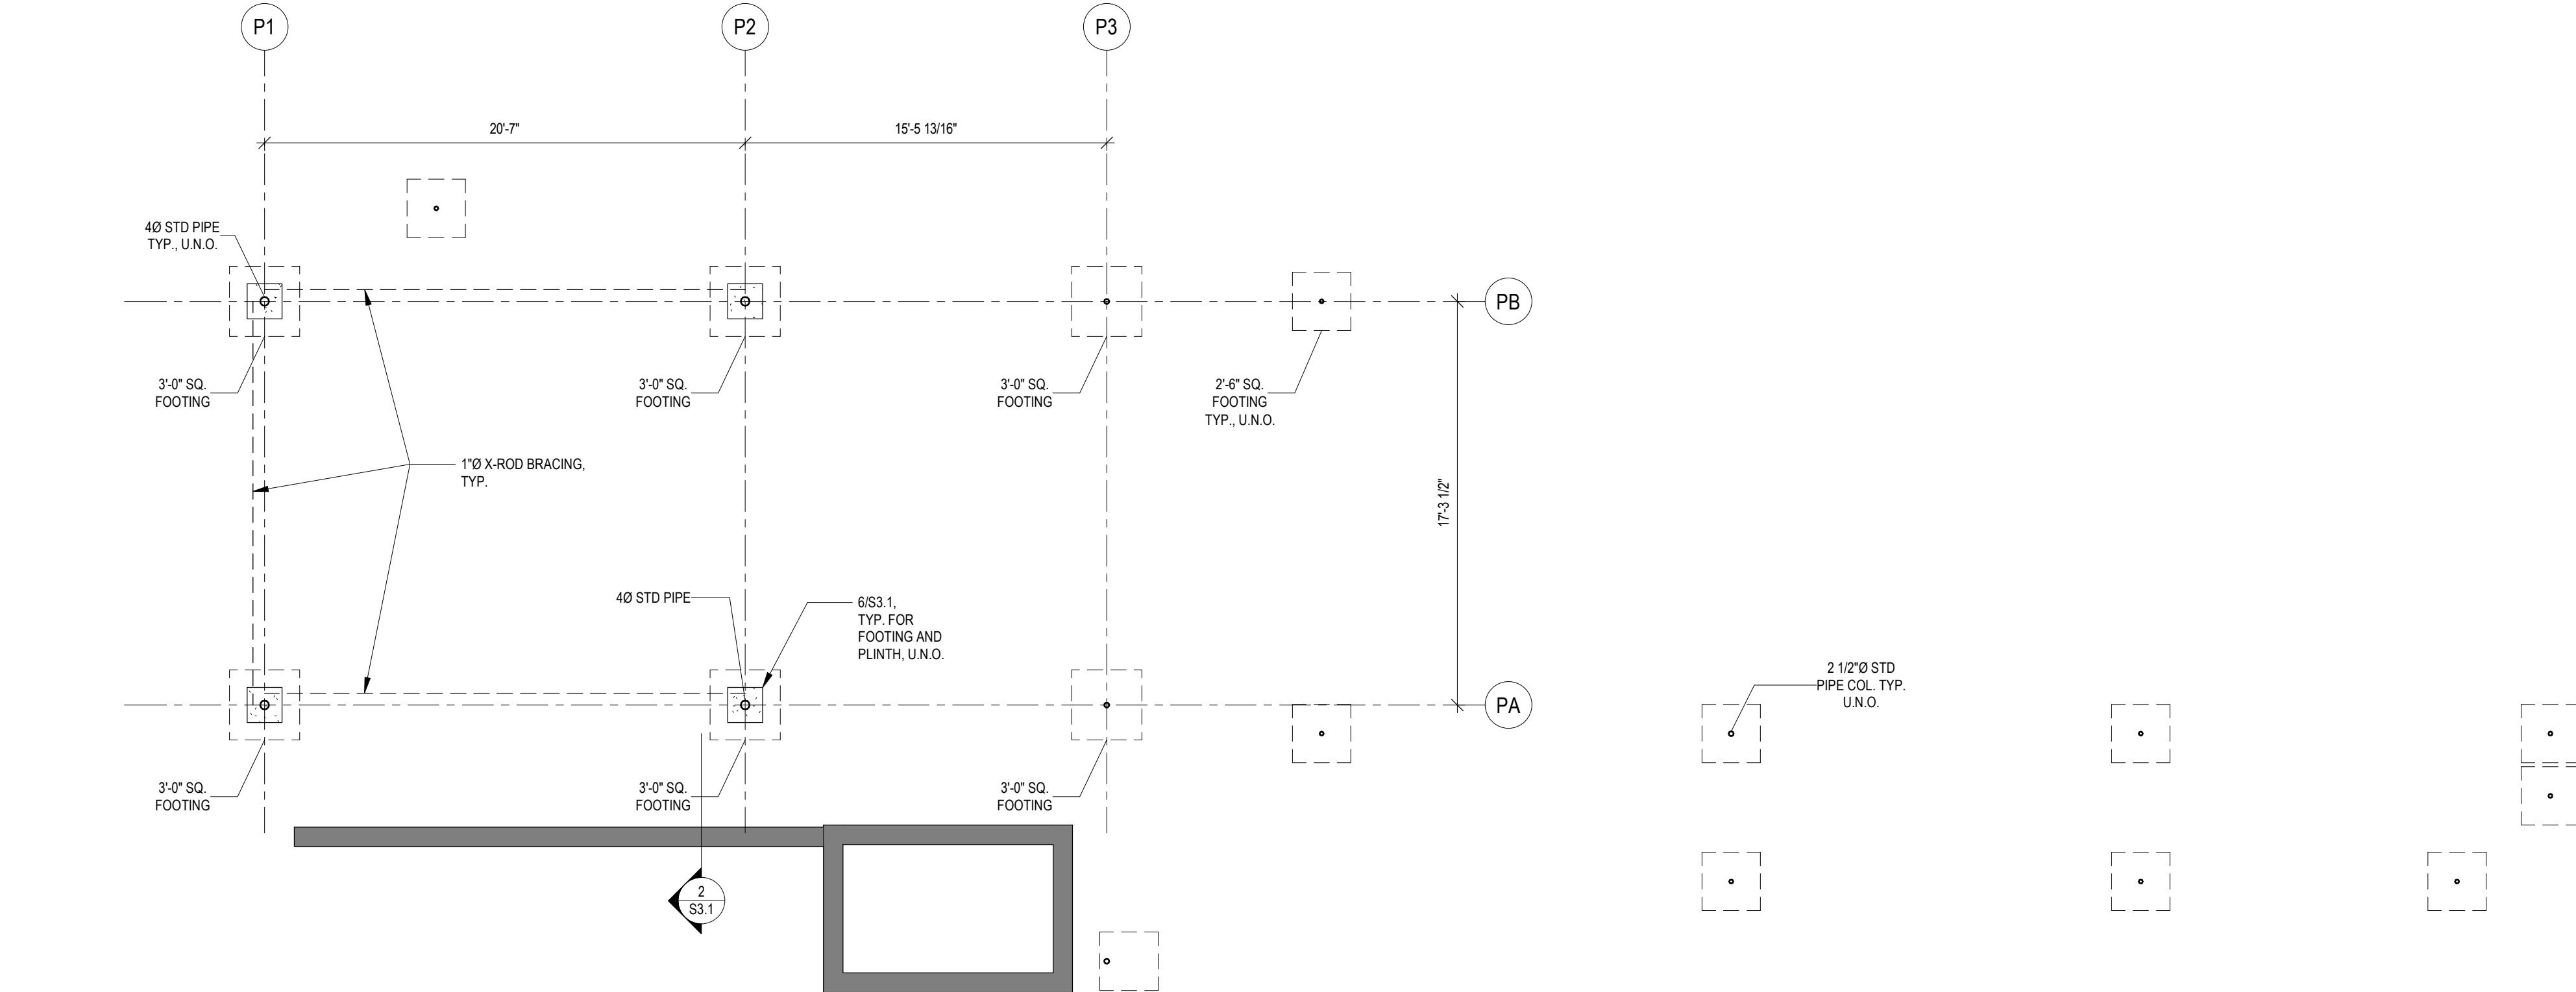 P1
P2
P3
20'-7"
15'-5 13/16"
4Ø STD PIPE
TYP., U.N.O.
PB
3'-0" SQ.
FOOTING
3'-0" SQ.
FOOTING
3'-0" SQ.
FOOTING
2'-6" SQ.
FOOTING
TYP., U.N.O.
1"Ø X-ROD BRACING,
TYP.
17'-3 1/2"
4Ø STD PIPE
6/S3.1,
TYP. FOR
FOOTING AND
PLINTH, U.N.O.
2 1/2"Ø STD
PIPE COL. TYP.
U.N.O.
PA
3'-0" SQ.
FOOTING
3'-0" SQ.
FOOTING
3'-0" SQ.
FOOTING
2
S3.1